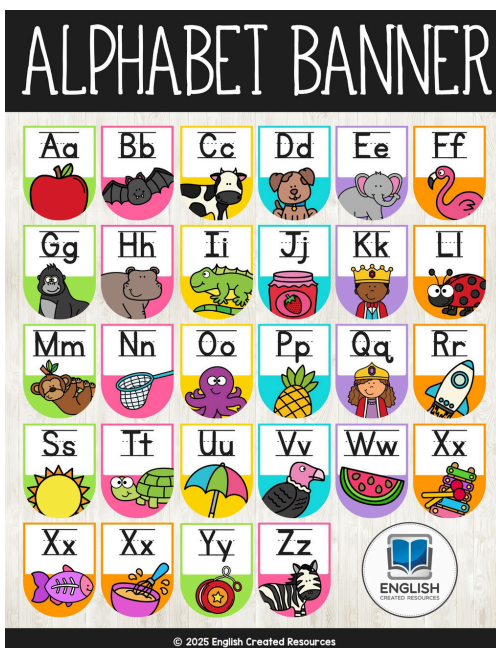 ALPHABET BANNER
Aa Bb Cc Dd Ee Ff
Gg Hh Ii Jj Kk Ll
Mm Nn Oo Pp Qq Rr
Ss Tt Uu Vv Ww Xx
Xx Xx Yy Zz
ENGLISH
CREATED RESOURCES
© 2025 English Created Resources